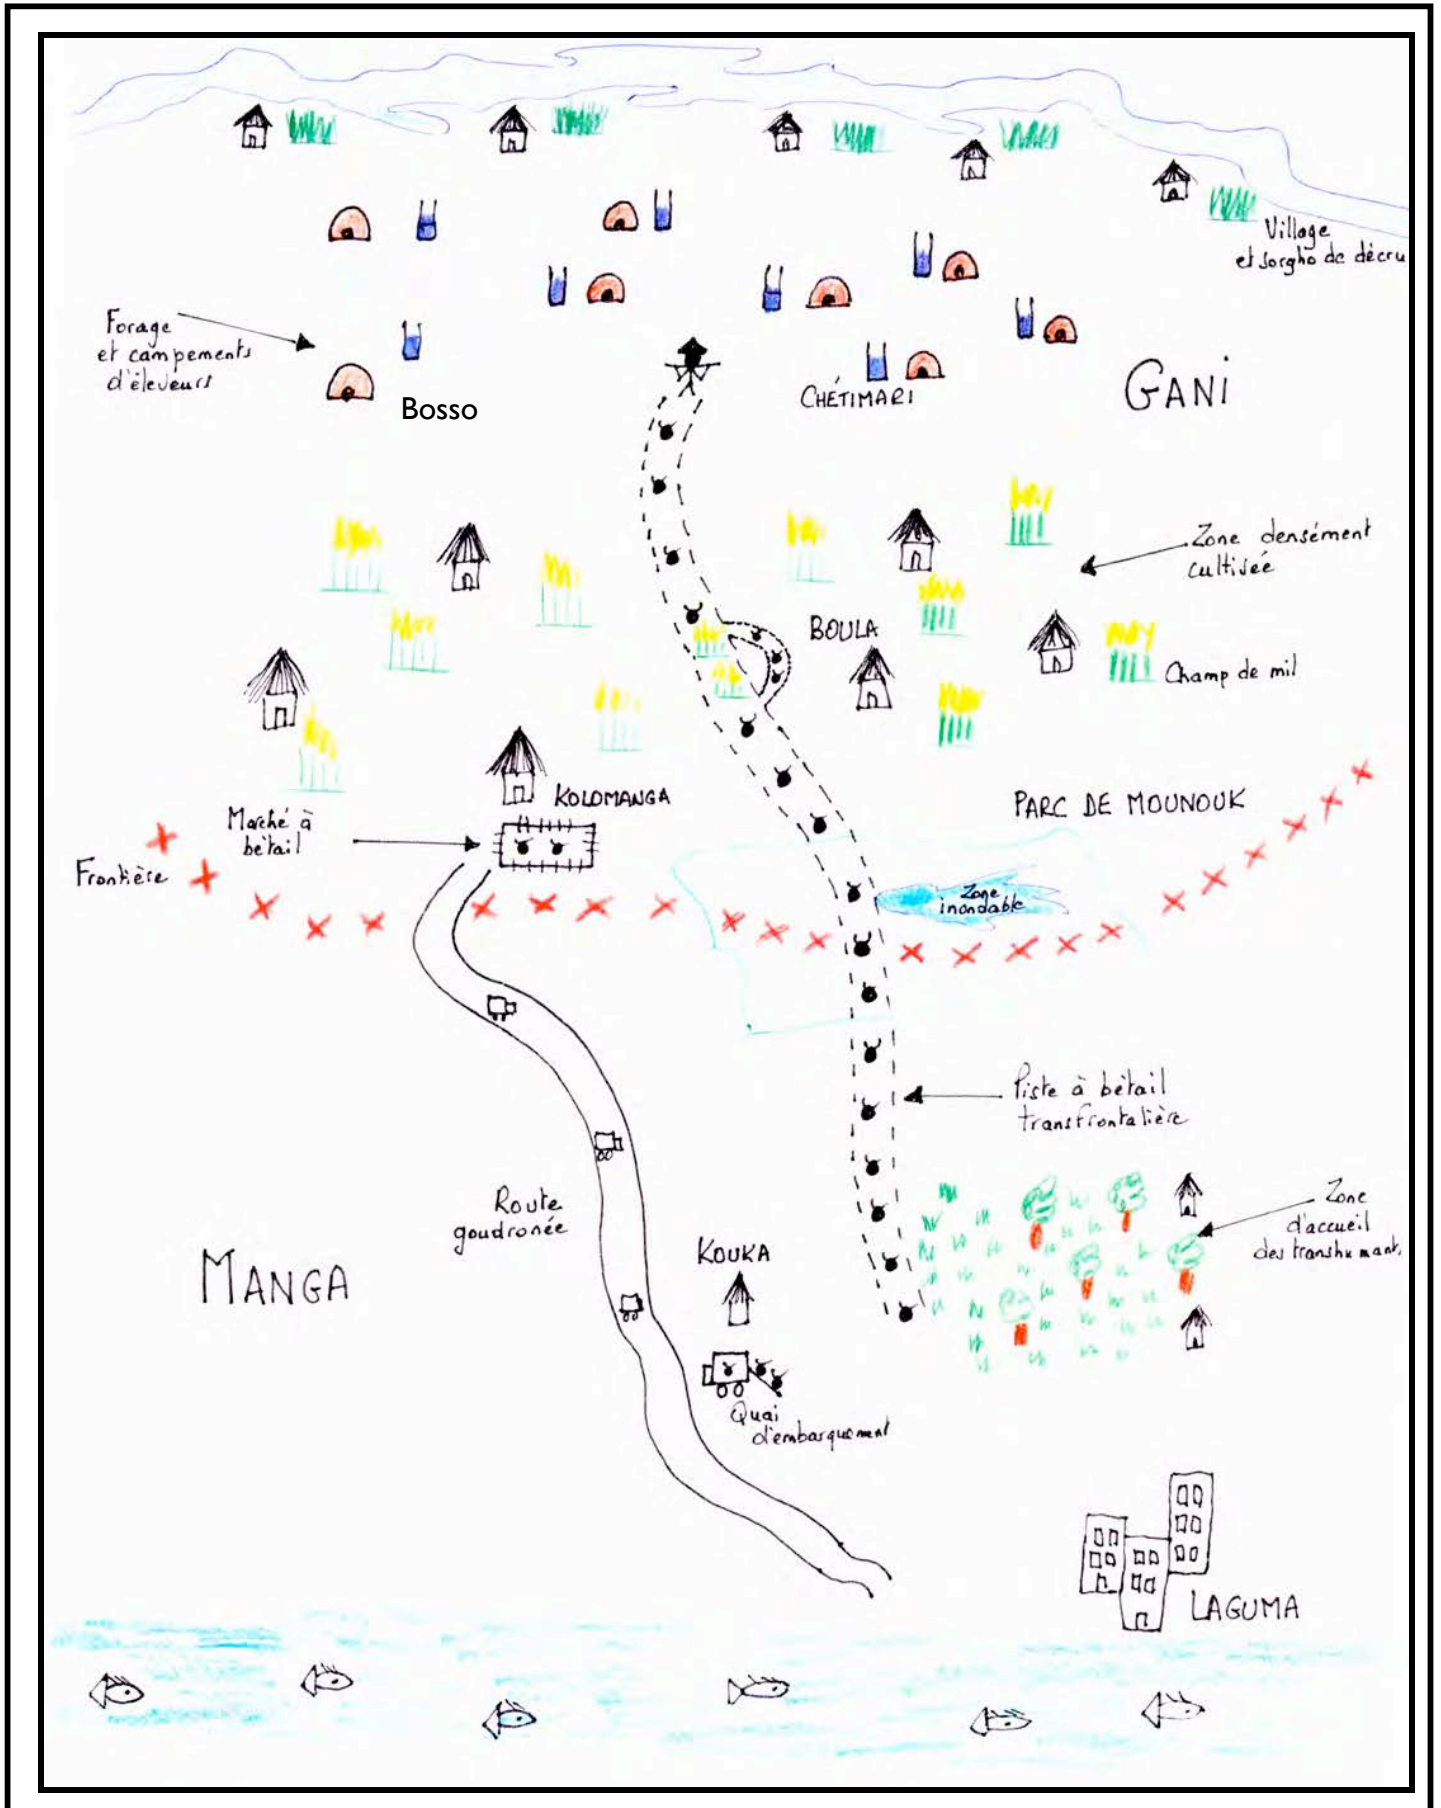 Village
et sorgho de décru
Forage
et campements
d'éleveurs
Bosso
CHÉTIMARI
GANI
Zone densément
cultivée
BOULA
Champ de mil
KOLOMANGA
PARC DE MOUNOUK
Marché à
bétail
Frontière
Zone
inondable
Piste à bétail
transfrontalière
Route
goudronée
Zone
d'accueil
des transhumant,
KOUKA
MANGA
Quai
d'embarquement
LAGUMA